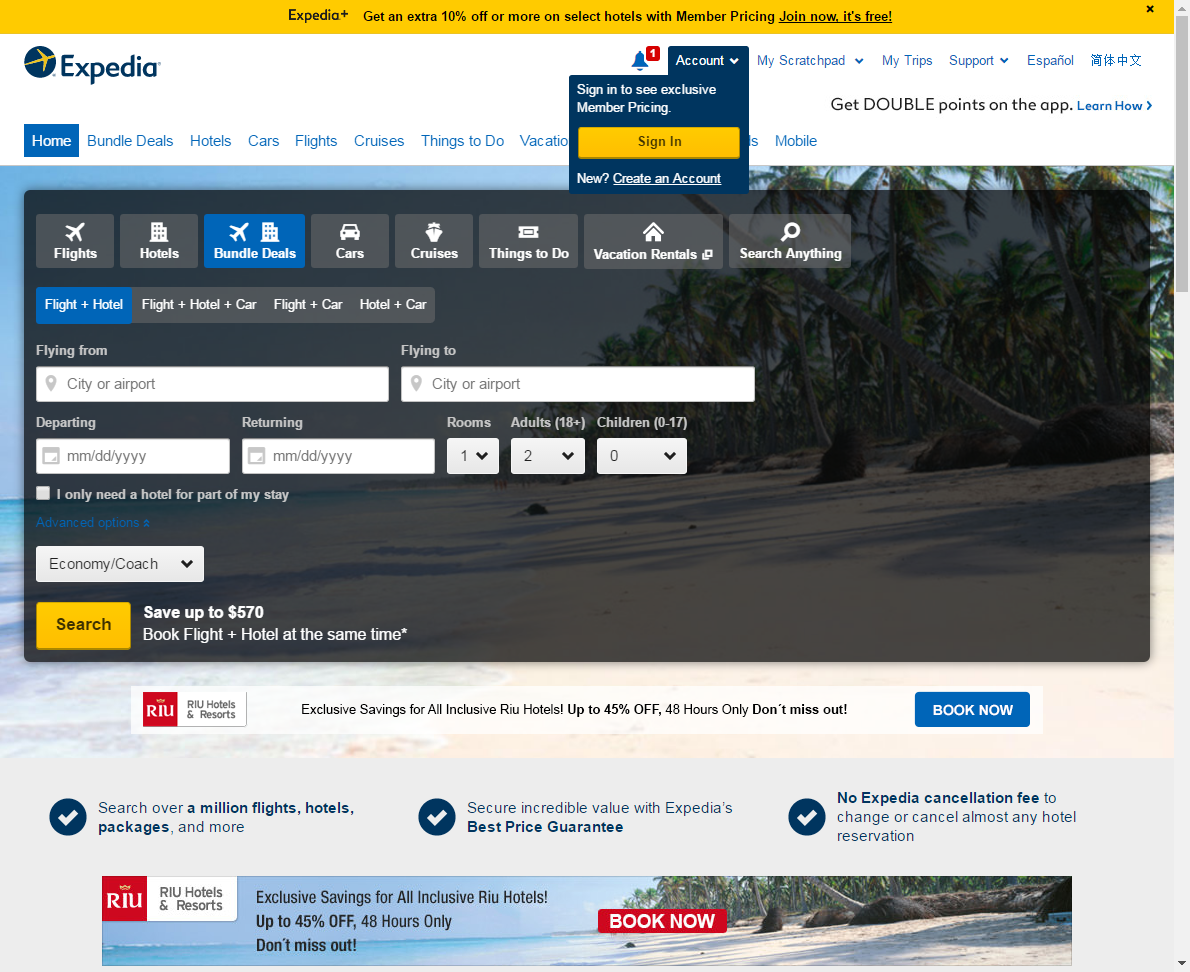 Expedia+ Get an extra 10% off or more on select hotels with Member Pricing Join now, it's free!
Expedia
1
Account
My Scratchpad
My Trips
Support
Español
简体中文
Sign in to see exclusive
Member Pricing.
Sign In
New? Create an Account
Get DOUBLE points on the app. Learn How
Home
Bundle Deals
Hotels
Cars
Flights
Cruises
Things to Do
Vacatio
ls
Mobile
Flights
Hotels
Bundle Deals
Cars
Cruises
Things to Do
Vacation Rentals
Search Anything
Flight + Hotel
Flight + Hotel + Car
Flight + Car
Hotel + Car
Flying from
Flying to
City or airport
City or airport
Departing
Returning
Rooms
Adults (18+)
Children (0-17)
mm/dd/yyyy
mm/dd/yyyy
1
2
0
I only need a hotel for part of my stay
Advanced options
Economy/Coach
Search
Save up to $570
Book Flight + Hotel at the same time*
RIU
RIU Hotels
& Resorts
Exclusive Savings for All Inclusive Riu Hotels! Up to 45% OFF, 48 Hours Only Don´t miss out!
BOOK NOW
Search over a million flights, hotels,
packages, and more
Secure incredible value with Expedia's
Best Price Guarantee
No Expedia cancellation fee to
change or cancel almost any hotel
reservation
RIU
RIU Hotels
& Resorts
Exclusive Savings for All Inclusive Riu Hotels!
Up to 45% OFF, 48 Hours Only
Don´t miss out!
BOOK NOW